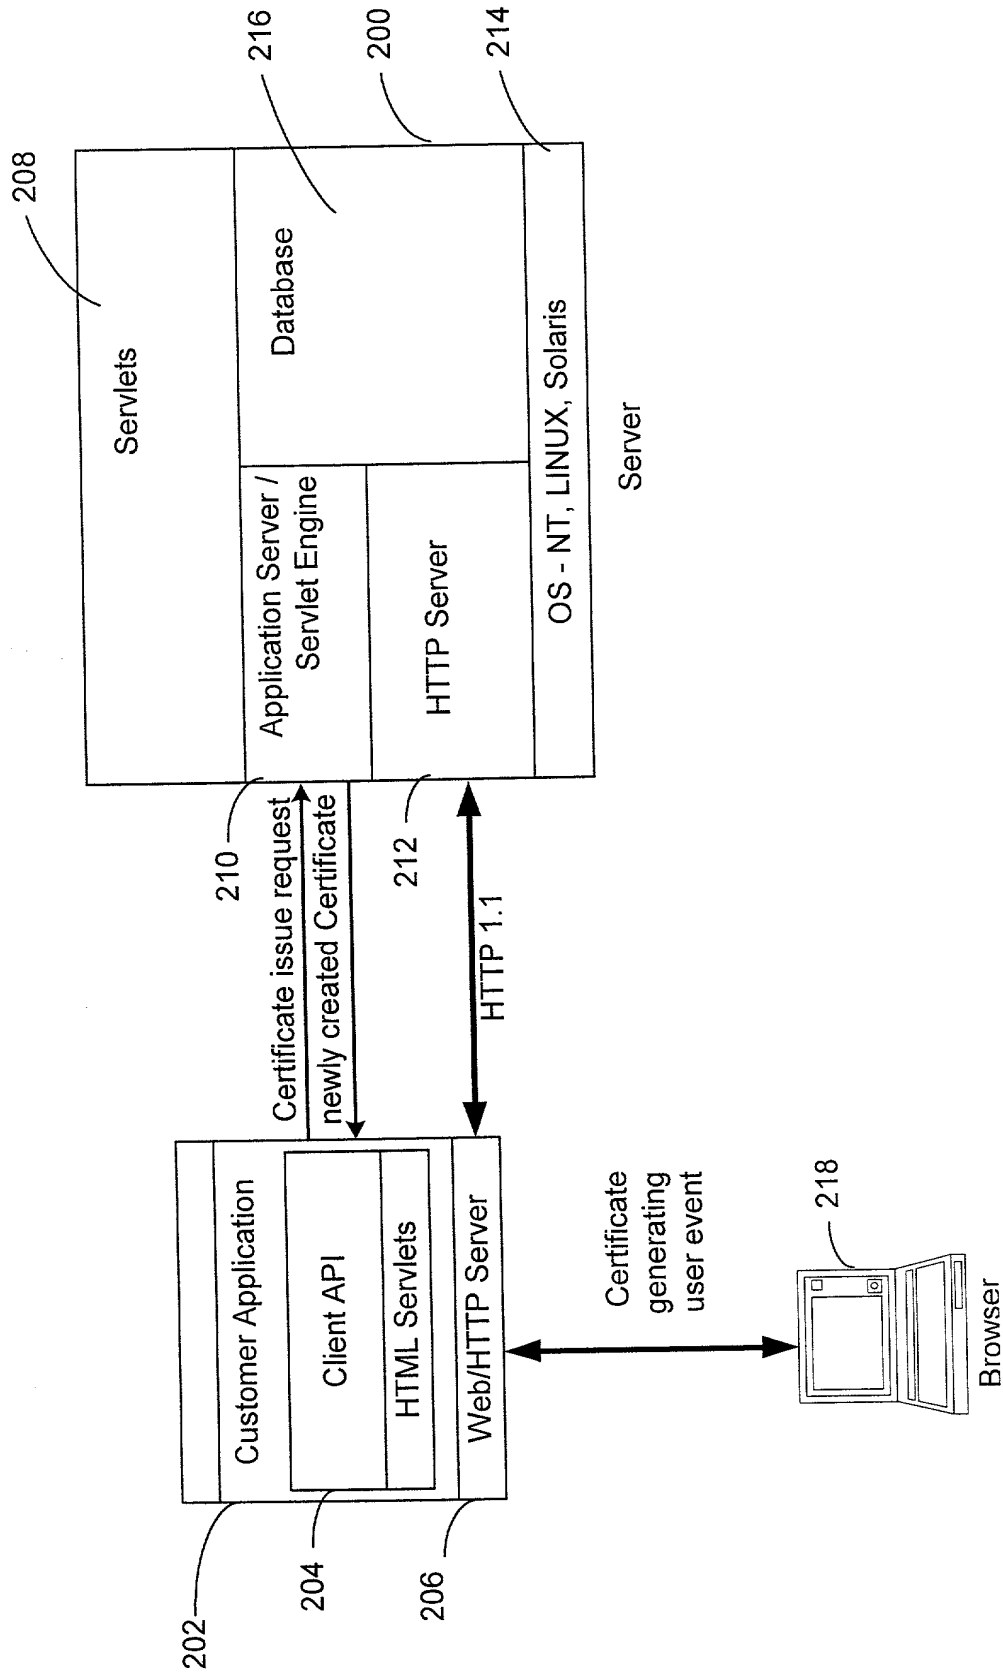 208
216
200
214
Servlets
Database
Application Server /
Servlet Engine
HTTP Server
OS - NT, LINUX, Solaris
Server
210
212
Certificate issue request
newly created Certificate
HTTP 1.1
Customer Application
Client API
HTML Servlets
Web/HTTP Server
202
204
206
Certificate
generating
user event
218
Browser